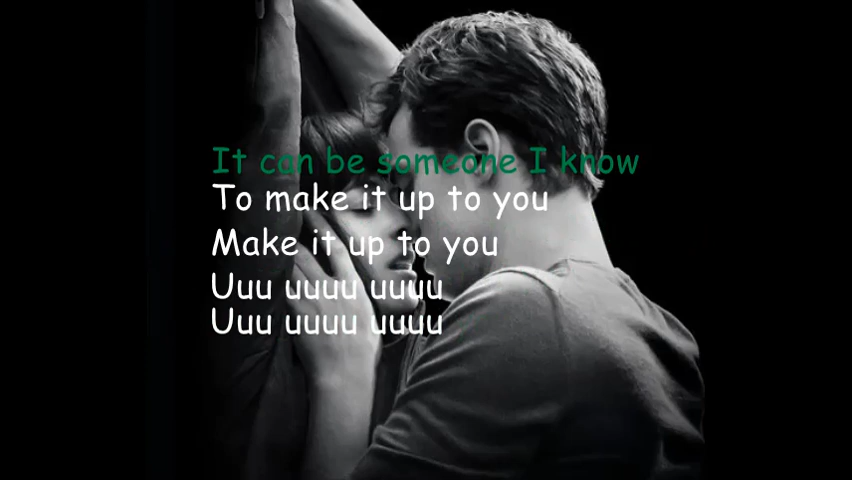 It can be someone I know
To make it up to you
Make it up to you
Uuu uuuu uuuu
Uuu uuuu uuuu